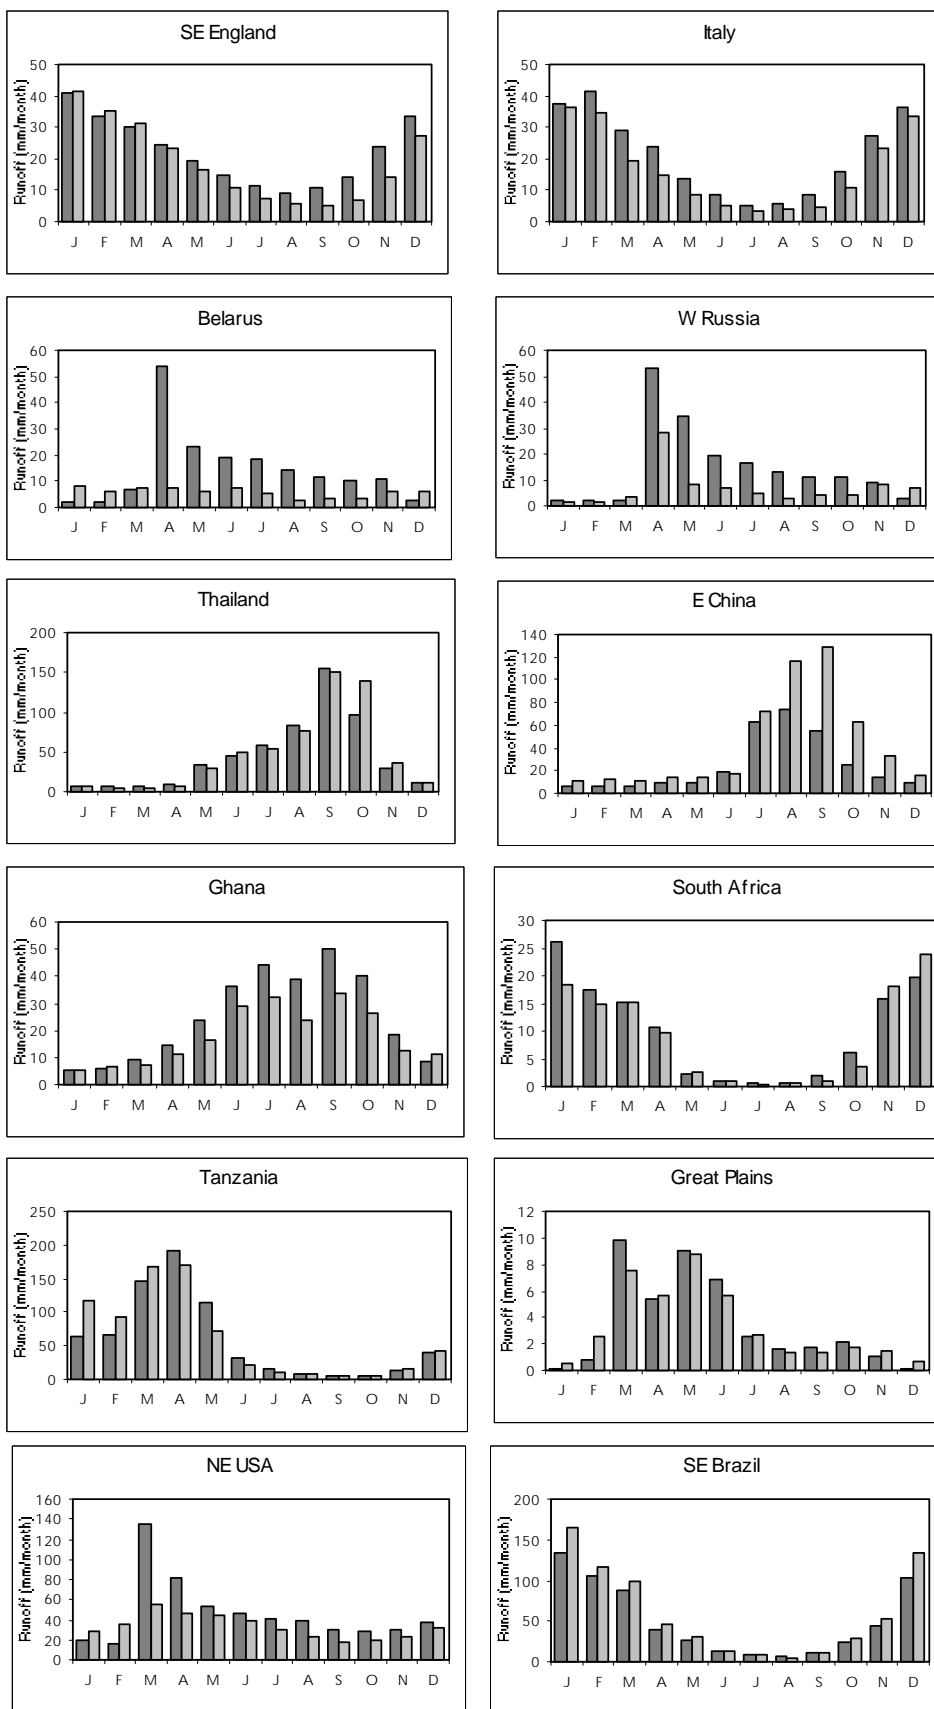 SE England
Runoff (mm/month)
50
40
30
20
10
0
J F M A M J J A S O N D
Italy
Runoff (mm/month)
50
40
30
20
10
0
J F M A M J J A S O N D
Belarus
Runoff (mm/month)
60
50
40
30
20
10
0
J F M A M J J A S O N D
W Russia
Runoff (mm/month)
60
50
40
30
20
10
0
J F M A M J J A S O N D
Thailand
Runoff (mm/month)
200
150
100
50
0
J F M A M J J A S O N D
E China
Runoff (mm/month)
140
120
100
80
60
40
20
0
J F M A M J J A S O N D
Ghana
Runoff (mm/month)
60
50
40
30
20
10
0
J F M A M J J A S O N D
South Africa
Runoff (mm/month)
30
25
20
15
10
5
0
J F M A M J J A S O N D
Tanzania
Runoff (mm/month)
250
200
150
100
50
0
J F M A M J J A S O N D
Great Plains
Runoff (mm/month)
12
10
8
6
4
2
0
J F M A M J J A S O N D
NE USA
Runoff (mm/month)
160
140
120
100
80
60
40
20
0
J F M A M J J A S O N D
SE Brazil
Runoff (mm/month)
200
150
100
50
0
J F M A M J J A S O N D